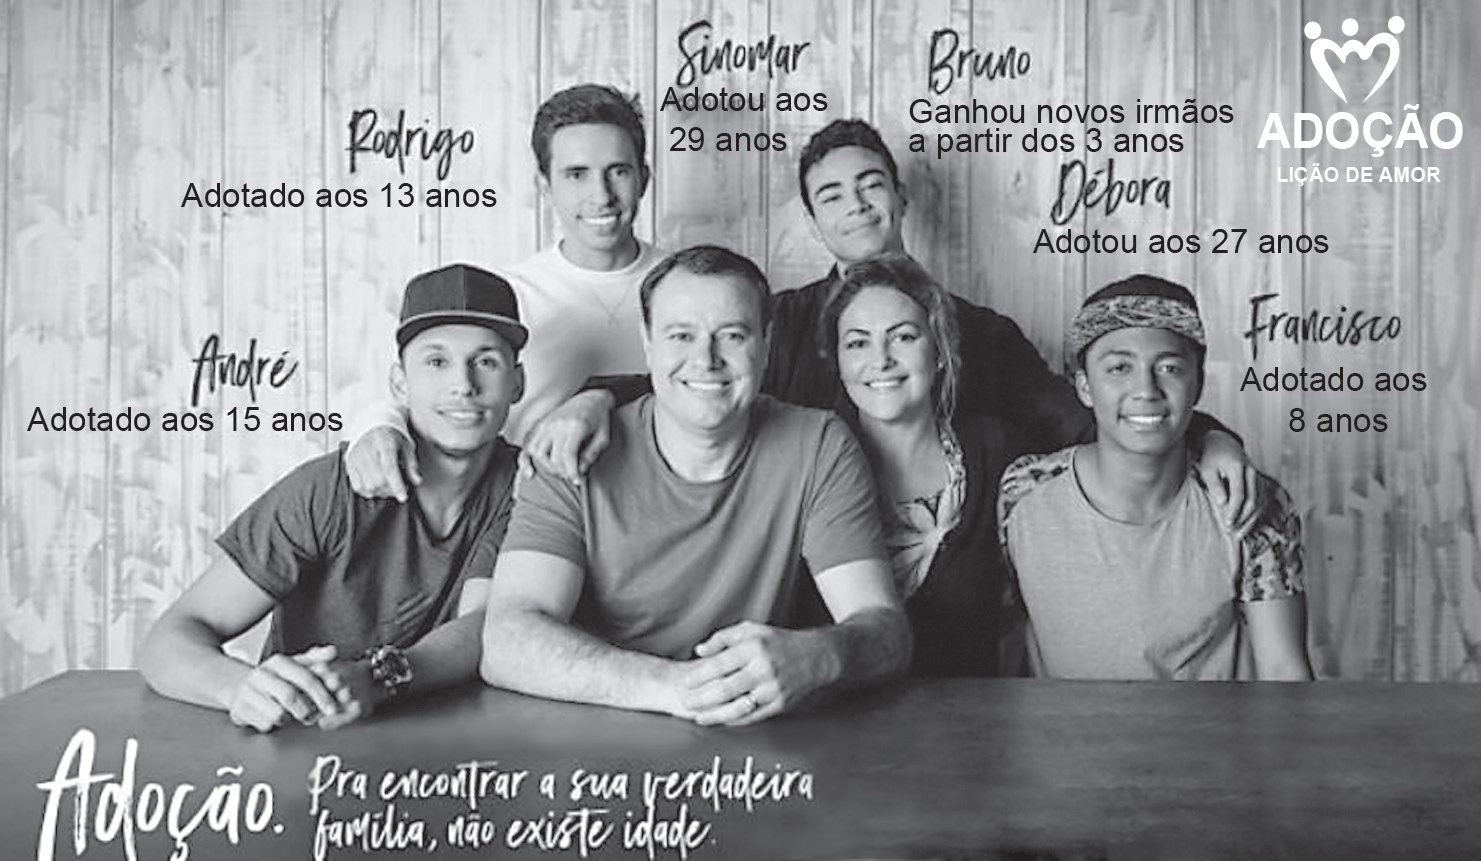 Sinomar
Adotou aos
29 anos
Bruno
Ganhou novos irmãos
a partir dos 3 anos
ADOÇÃO
LIÇÃO DE AMOR
Rodrigo
Adotado aos 13 anos
Débora
Adotou aos 27 anos
André
Adotado aos 15 anos
Francisco
Adotado aos
8 anos
Adoção.
Pra encontrar a sua verdadeira
família, não existe idade.